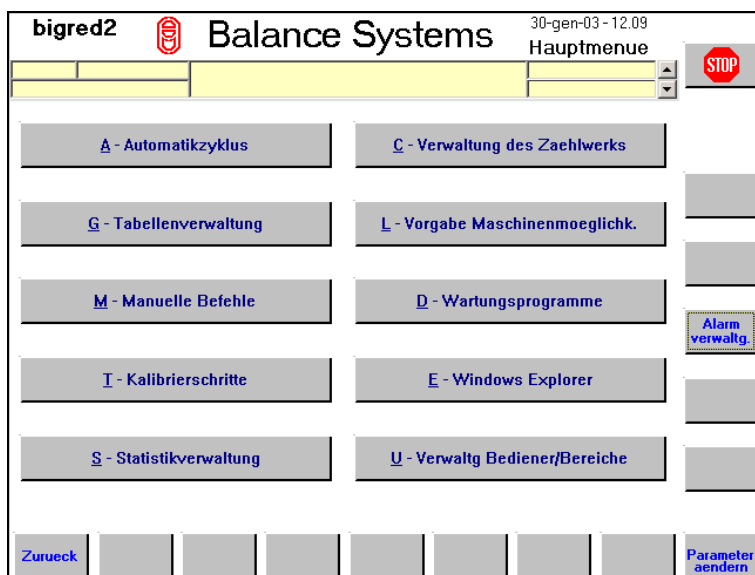 bigred2
Balance Systems
30-gen-03 - 12.09
Hauptmenue
STOP
A - Automatikzyklus
C - Verwaltung des Zaehlwerks
G - Tabellenverwaltung
L - Vorgabe Maschinenmoeglichk.
M - Manuelle Befehle
D - Wartungsprogramme
Alarm
verwaltg.
T - Kalibrierschritte
E - Windows Explorer
S - Statistikverwaltung
U - Verwaltg Bediener/Bereiche
Zurueck
Parameter
aendern